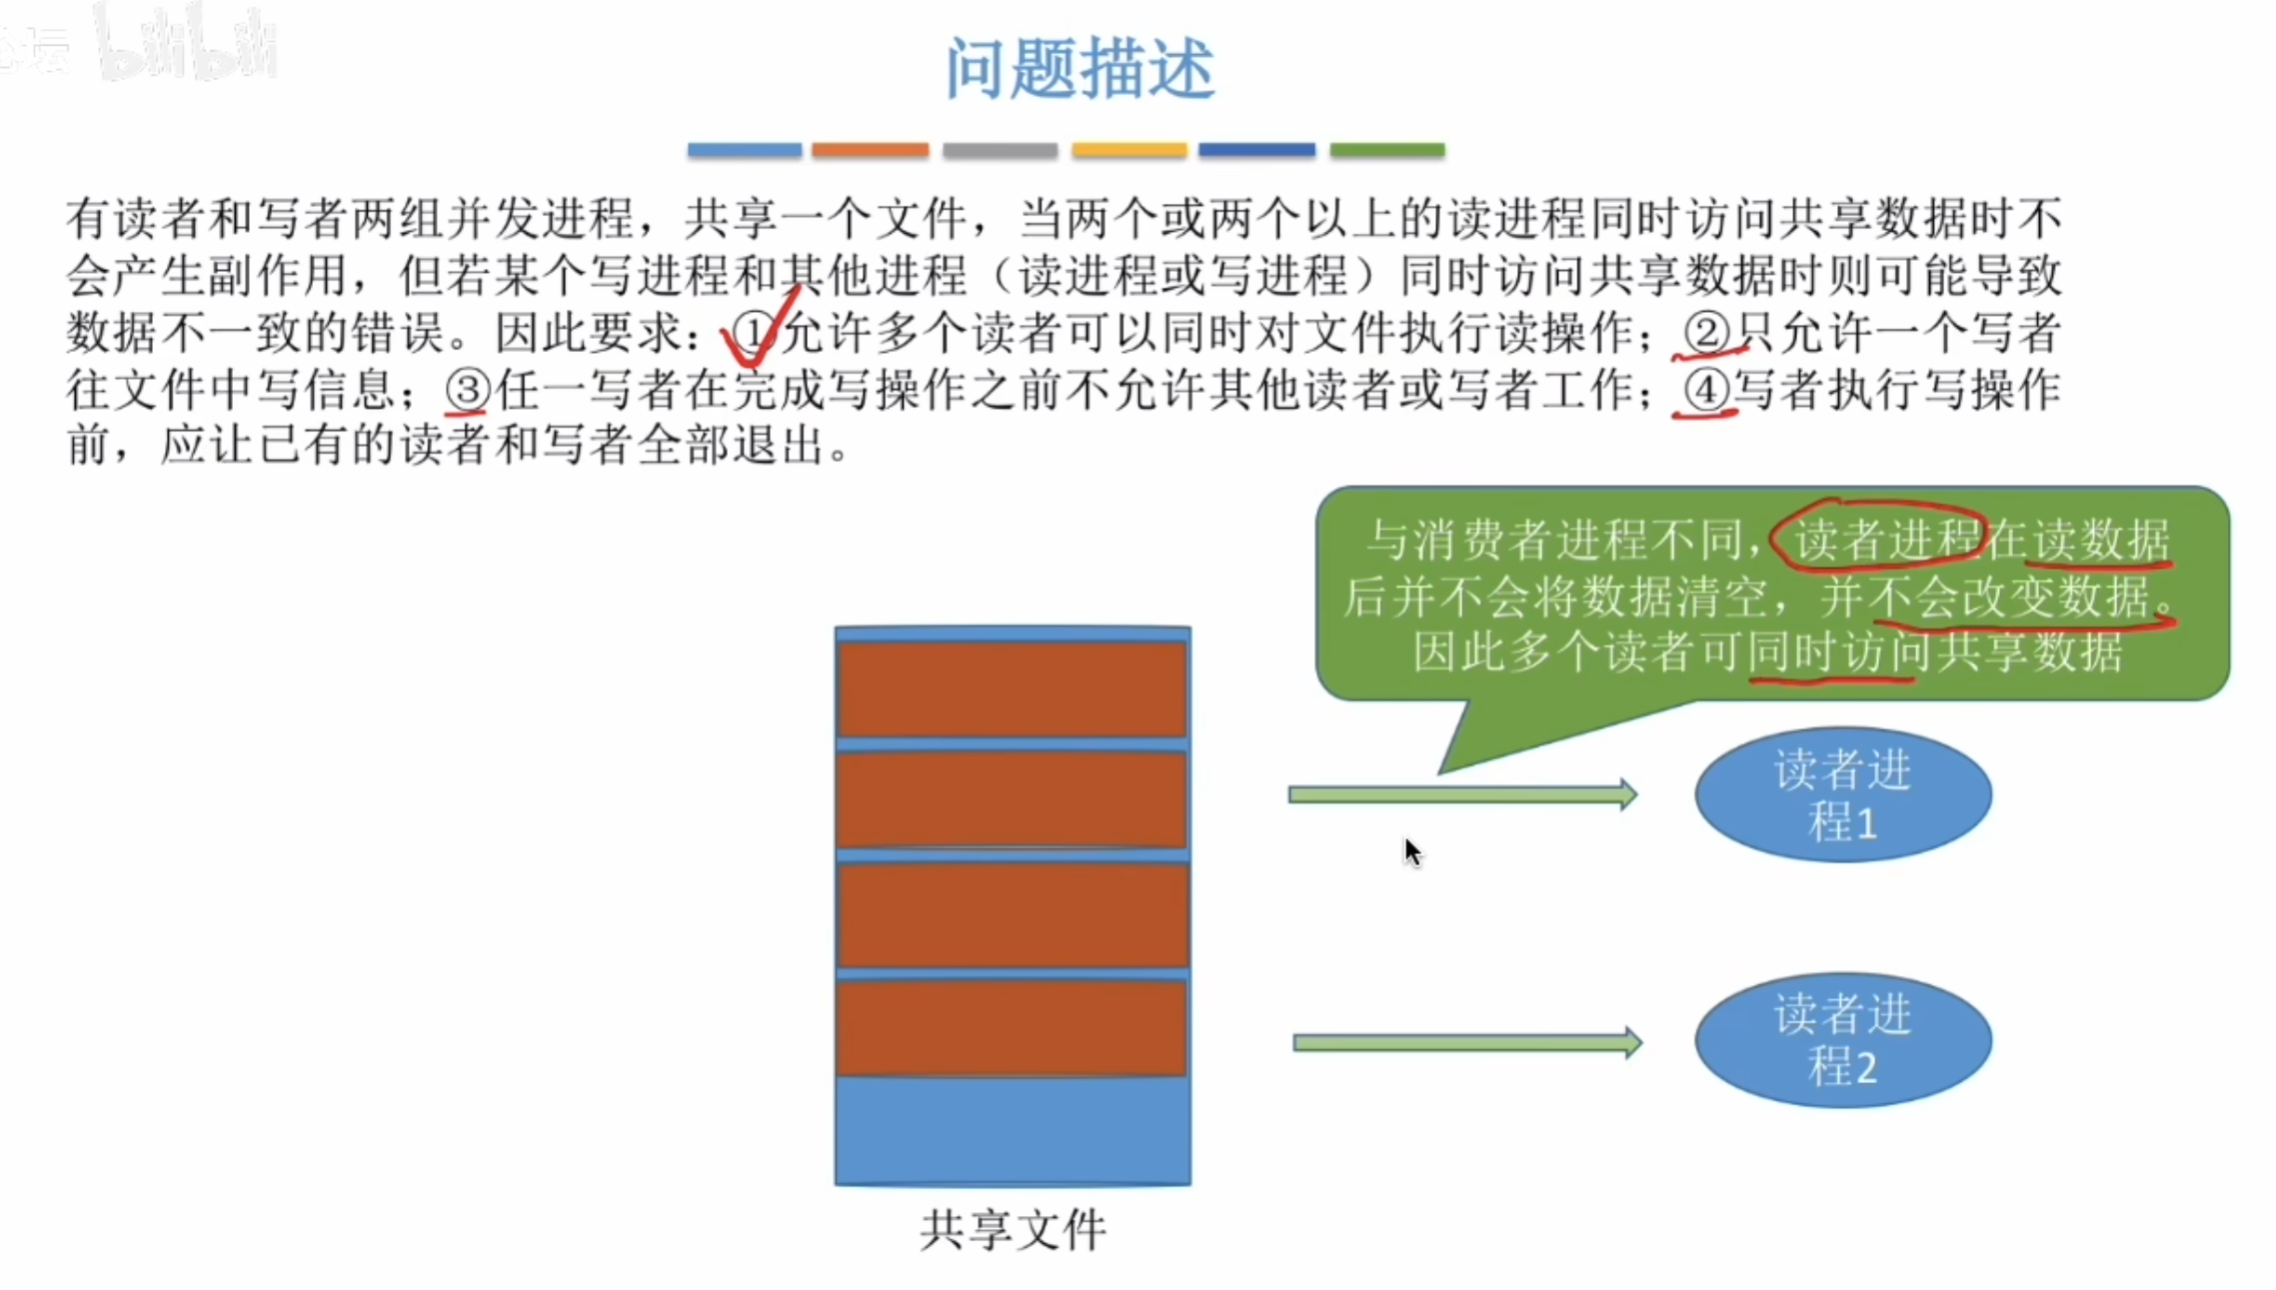 坛 bilibili
问题描述
有读者和写者两组并发进程，共享一个文件，当两个或两个以上的读进程同时访问共享数据时不
会产生副作用，但若某个写进程和其他进程（读进程或写进程）同时访问共享数据时则可能导致
数据不一致的错误。因此要求：①允许多个读者可以同时对文件执行读操作；②只允许一个写者
往文件中写信息；③任一写者在完成写操作之前不允许其他读者或写者工作；④写者执行写操作
前，应让已有的读者和写者全部退出。
与消费者进程不同，读者进程在读数据
后并不会将数据清空，并不会改变数据。
因此多个读者可同时访问共享数据
读者进
程1
读者进
程2
共享文件